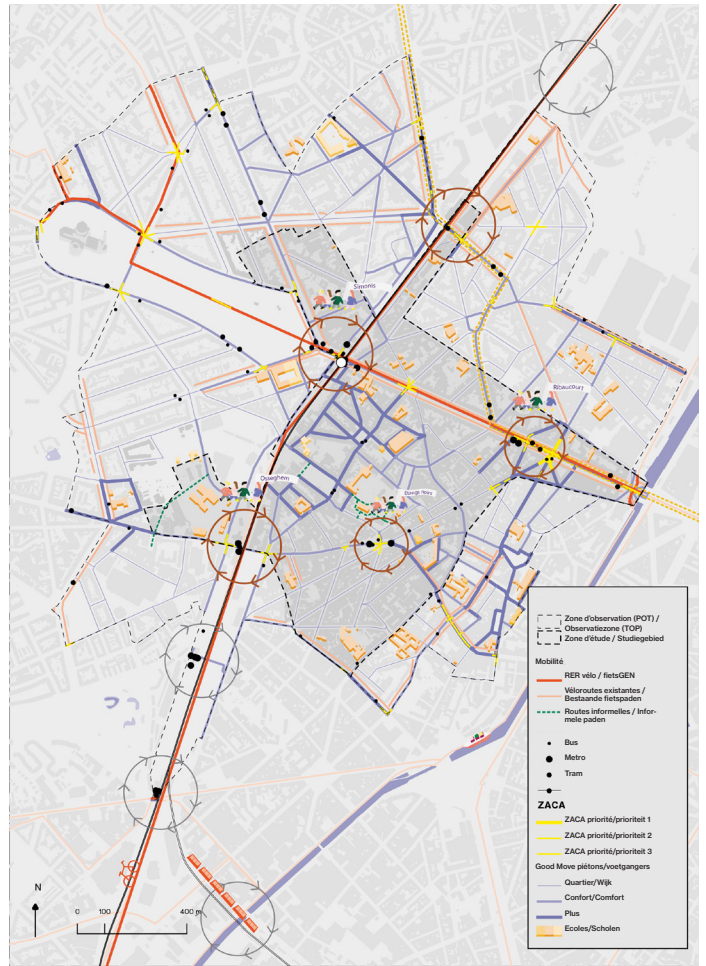 Simonis
Ribaucourt
Osseghem
N
0 100 400 m
Zone d'observation (POT) /
Observatiezone (TOP)
Zone d'étude / Studiegebied
Mobilité
RER vélo / fietsGEN
Véloroutes existantes /
Bestaande fietspaden
Routes informelles / Infor-
mele paden
Bus
Metro
Tram
ZACA
ZACA priorité/prioriteit 1
ZACA priorité/prioriteit 2
ZACA priorité/prioriteit 3
Good Move piétons/voetgangers
Quartier/Wijk
Confort/Comfort
Plus
Ecoles/Scholen